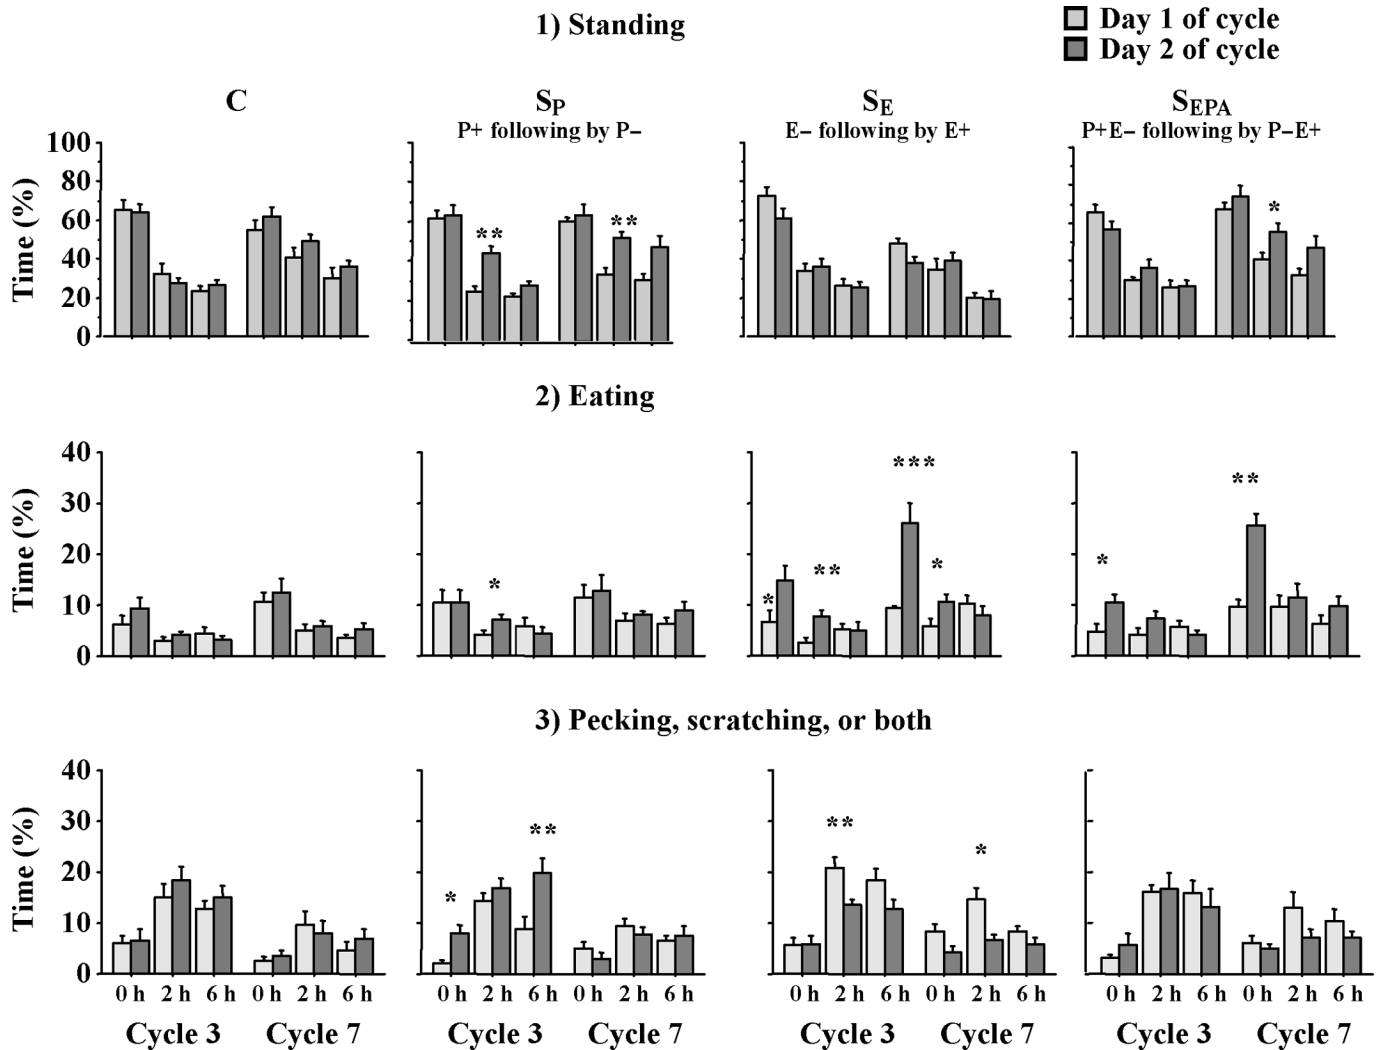 1) Standing
Day 1 of cycle
Day 2 of cycle
C
S_P
P+ following by P−
S_E
E− following by E+
S_EPA
P+E− following by P−E+
Time (%)
100
80
60
40
20
0
** ** *
2) Eating
Time (%)
40
30
20
10
0
* * ** *** * * **
3) Pecking, scratching, or both
Time (%)
40
30
20
10
0
* ** ** *
0 h 2 h 6 h 0 h 2 h 6 h 0 h 2 h 6 h 0 h 2 h 6 h 0 h 2 h 6 h 0 h 2 h 6 h 0 h 2 h 6 h 0 h 2 h 6 h
Cycle 3 Cycle 7 Cycle 3 Cycle 7 Cycle 3 Cycle 7 Cycle 3 Cycle 7